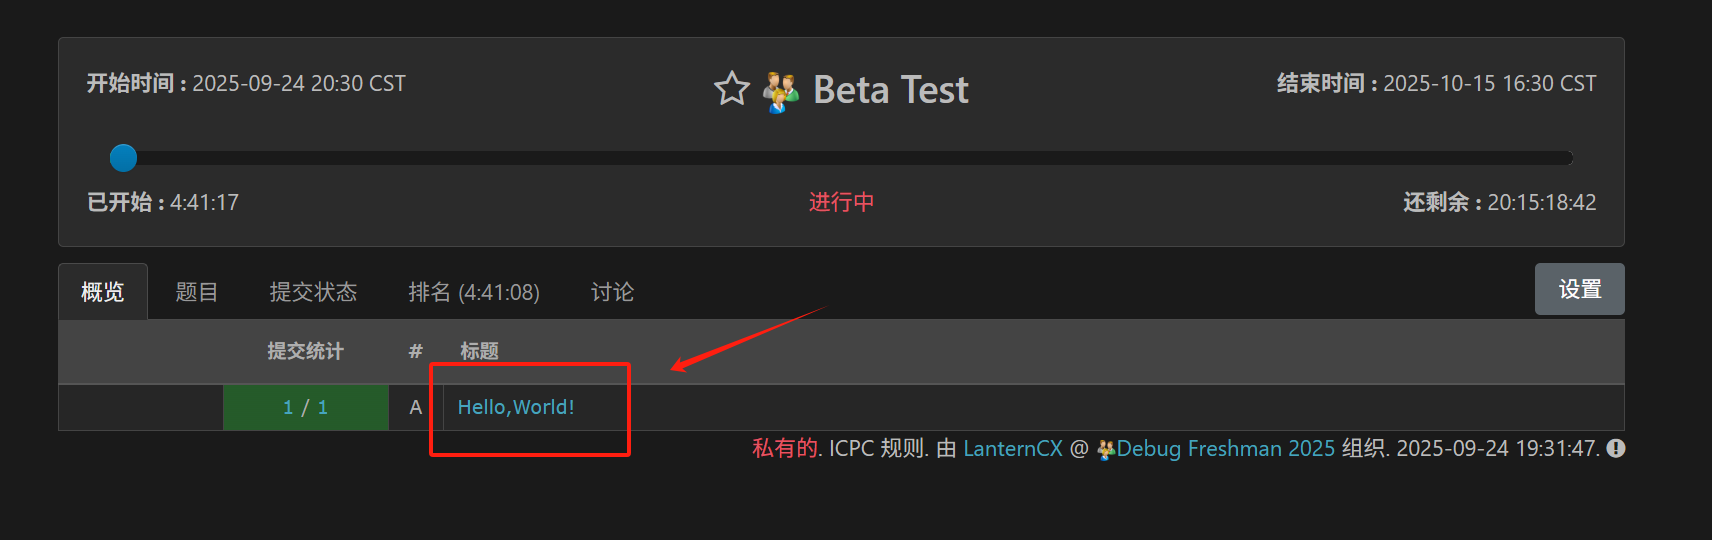 开始时间 : 2025-09-24 20:30 CST
Beta Test
结束时间 : 2025-10-15 16:30 CST
已开始 : 4:41:17
进行中
还剩余 : 20:15:18:42
概览 题目 提交状态 排名 (4:41:08) 讨论 设置
提交统计 # 标题
1 / 1 A Hello,World!
私有的. ICPC 规则. 由 LanternCX @ Debug Freshman 2025 组织. 2025-09-24 19:31:47.